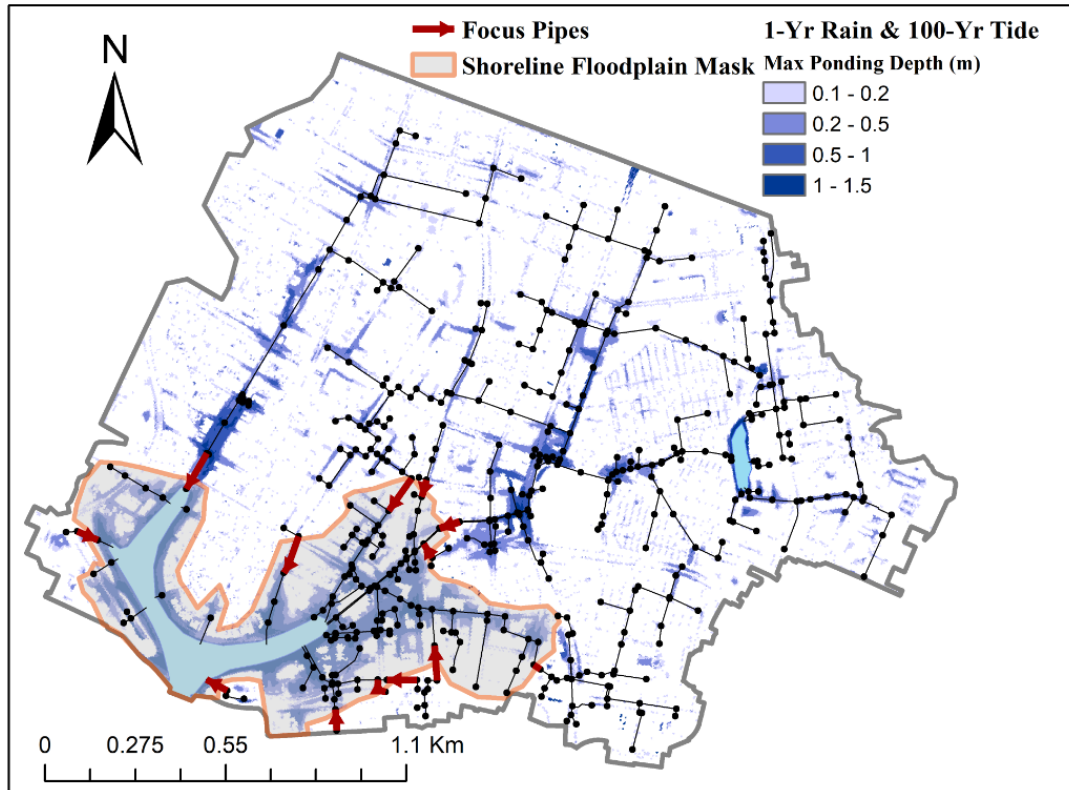 Focus Pipes
Shoreline Floodplain Mask
1-Yr Rain & 100-Yr Tide
Max Ponding Depth (m)
0.1 - 0.2
0.2 - 0.5
0.5 - 1
1 - 1.5
N
0 0.275 0.55 1.1 Km